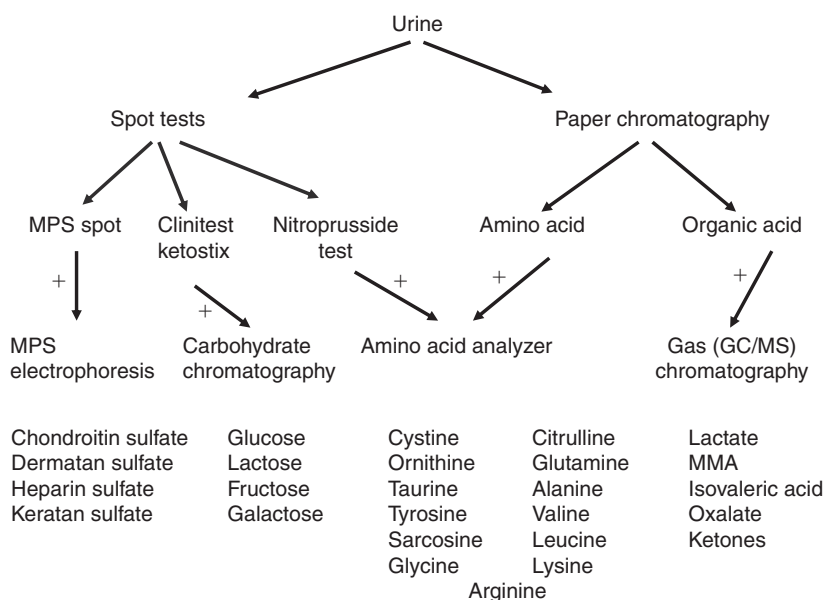 Urine
Spot tests
Paper chromatography
MPS spot
Clinitest
ketostix
Nitroprusside
test
Amino acid
Organic acid
+
+
+
+
+
MPS
electrophoresis
Carbohydrate
chromatography
Amino acid analyzer
Gas (GC/MS)
chromatography
Chondroitin sulfate
Dermatan sulfate
Heparin sulfate
Keratan sulfate
Glucose
Lactose
Fructose
Galactose
Cystine
Ornithine
Taurine
Tyrosine
Sarcosine
Glycine
Citrulline
Glutamine
Alanine
Valine
Leucine
Lysine
Arginine
Lactate
MMA
Isovaleric acid
Oxalate
Ketones